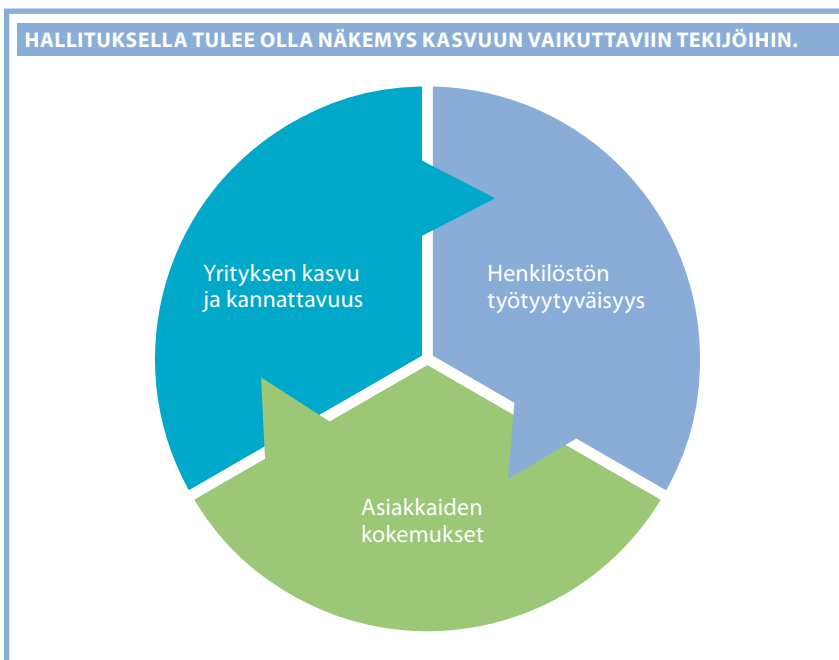 HALLITUKSELLA TULEE OLLA NÄKEMYS KASVUUN VAIKUTTAVIIN TEKIJÖIHIN.
Yrityksen kasvu
ja kannattavuus
Henkilöstön
työtyytyväisyys
Asiakkaiden
kokemukset